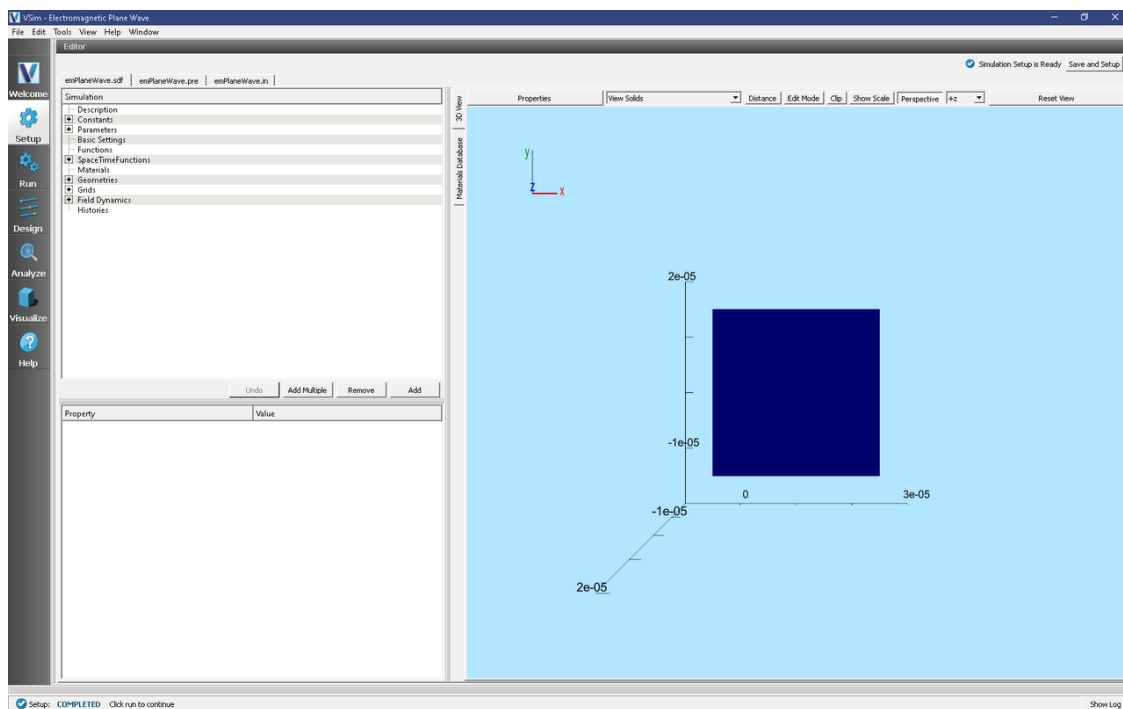 VSim - Electromagnetic Plane Wave
File Edit Tools View Help Window
Editor
Simulation Setup is Ready Save and Setup
emPlaneWave.sdf emPlaneWave.pre emPlaneWave.in
Welcome
Setup
Run
Design
Analyze
Visualize
Help
Simulation
Description
Constants
Parameters
Basic Settings
Functions
SpaceTimeFunctions
Materials
Geometries
Grids
Field Dynamics
Histories
Undo Add Multiple Remove Add
Property Value
3D View
Materials Database
Properties View Solids Distance Edit Mode Clip Show Scale Perspective +z Reset View
y
z x
2e-05
-1e-05
0 3e-05
-1e-05
2e-05
Setup: COMPLETED Click run to continue Show Log